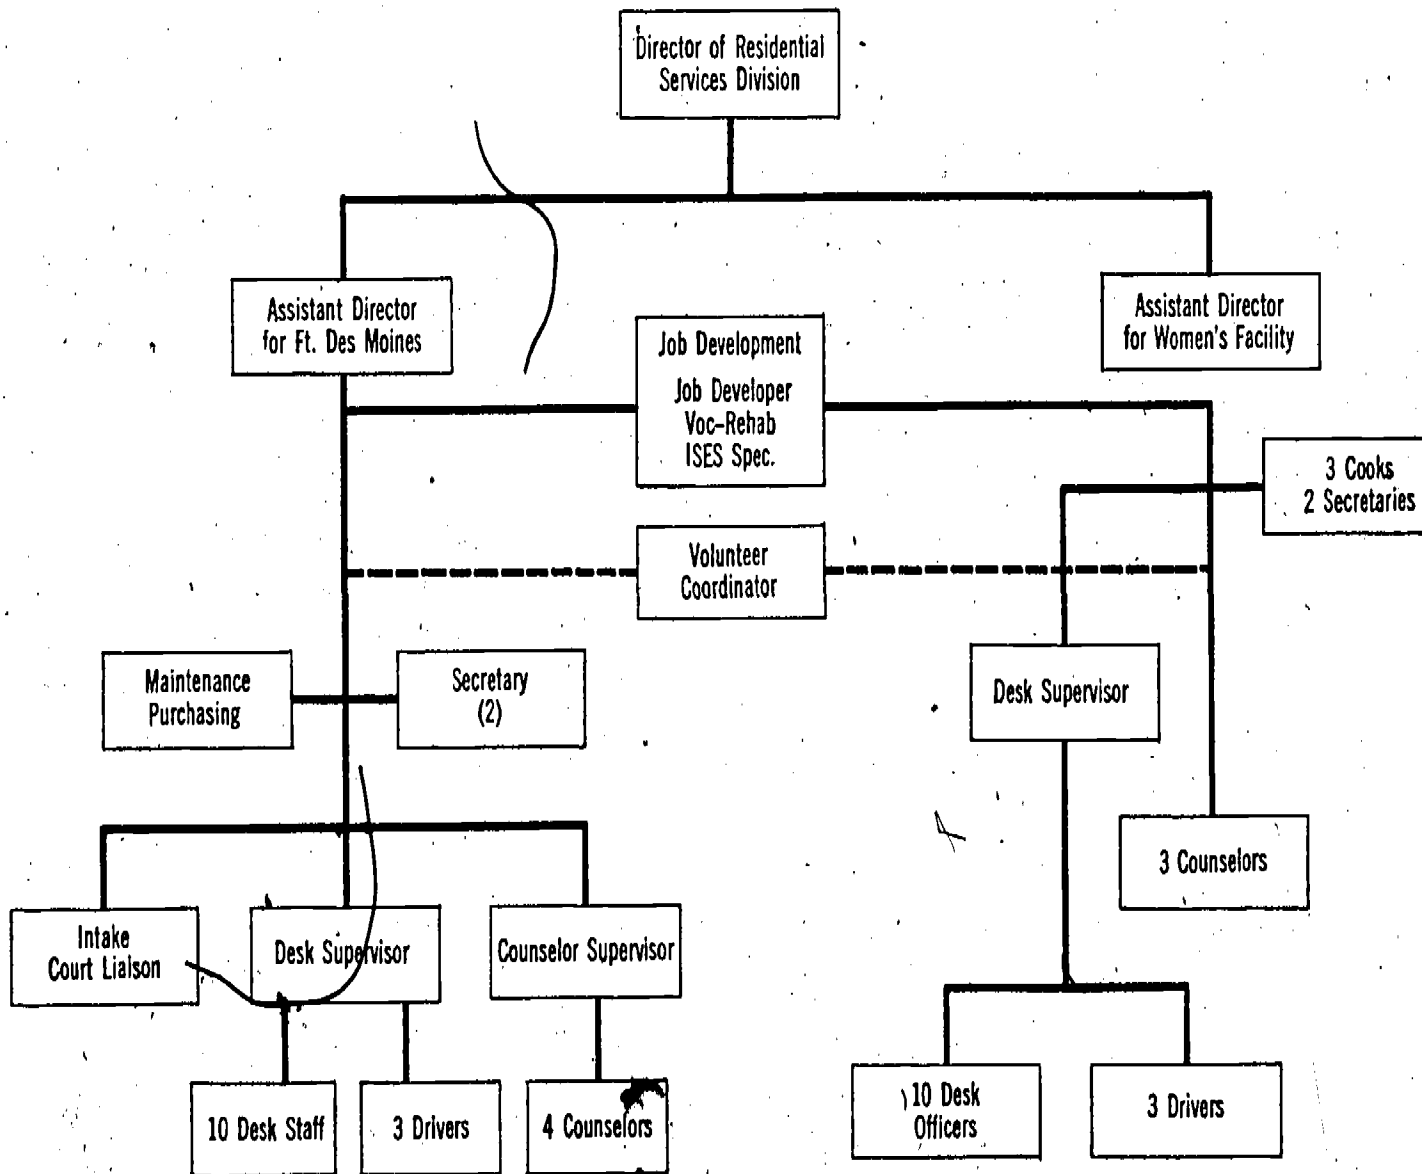 Director of Residential
Services Division
Assistant Director
for Ft. Des Moines
Assistant Director
for Women's Facility
Job Development
Job Developer
Voc-Rehab
ISES Spec.
3 Cooks
2 Secretaries
Volunteer
Coordinator
Maintenance
Purchasing
Secretary
(2)
Desk Supervisor
3 Counselors
Intake
Court Lialson
Desk Supervisor
Counselor Supervisor
10 Desk Staff
3 Drivers
4 Counselors
10 Desk
Officers
3 Drivers